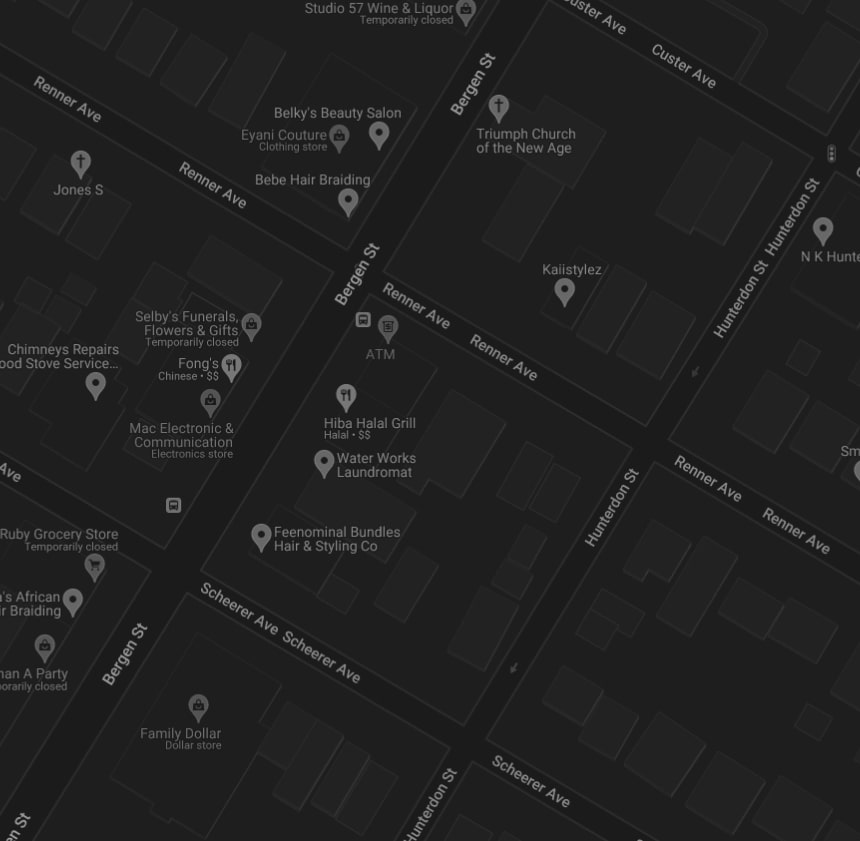 Studio 57 Wine & Liquor
Temporarily closed
Custer Ave
Custer Ave
Bergen St
Renner Ave
Belky's Beauty Salon
Eyani Couture
Clothing store
Triumph Church
of the New Age
Jones S
Renner Ave
Bebe Hair Braiding
Hunterdon St
N K Hunte
Bergen St
Kaiistylez
Hunterdon St
Renner Ave
Selby's Funerals,
Flowers & Gifts
Temporarily closed
ATM
Renner Ave
Chimneys Repairs
ood Stove Service...
Fong's
Chinese • $$
Hiba Halal Grill
Halal • $$
Mac Electronic &
Communication
Electronics store
Water Works
Laundromat
Sm
Ave
Renner Ave
Hunterdon St
Renner Ave
Ruby Grocery Store
Temporarily closed
Feenominal Bundles
Hair & Styling Co
a's African
ir Braiding
Scheerer Ave
Scheerer Ave
Bergen St
nan A Party
porarily closed
Family Dollar
Dollar store
Scheerer Ave
Hunterdon St
en St